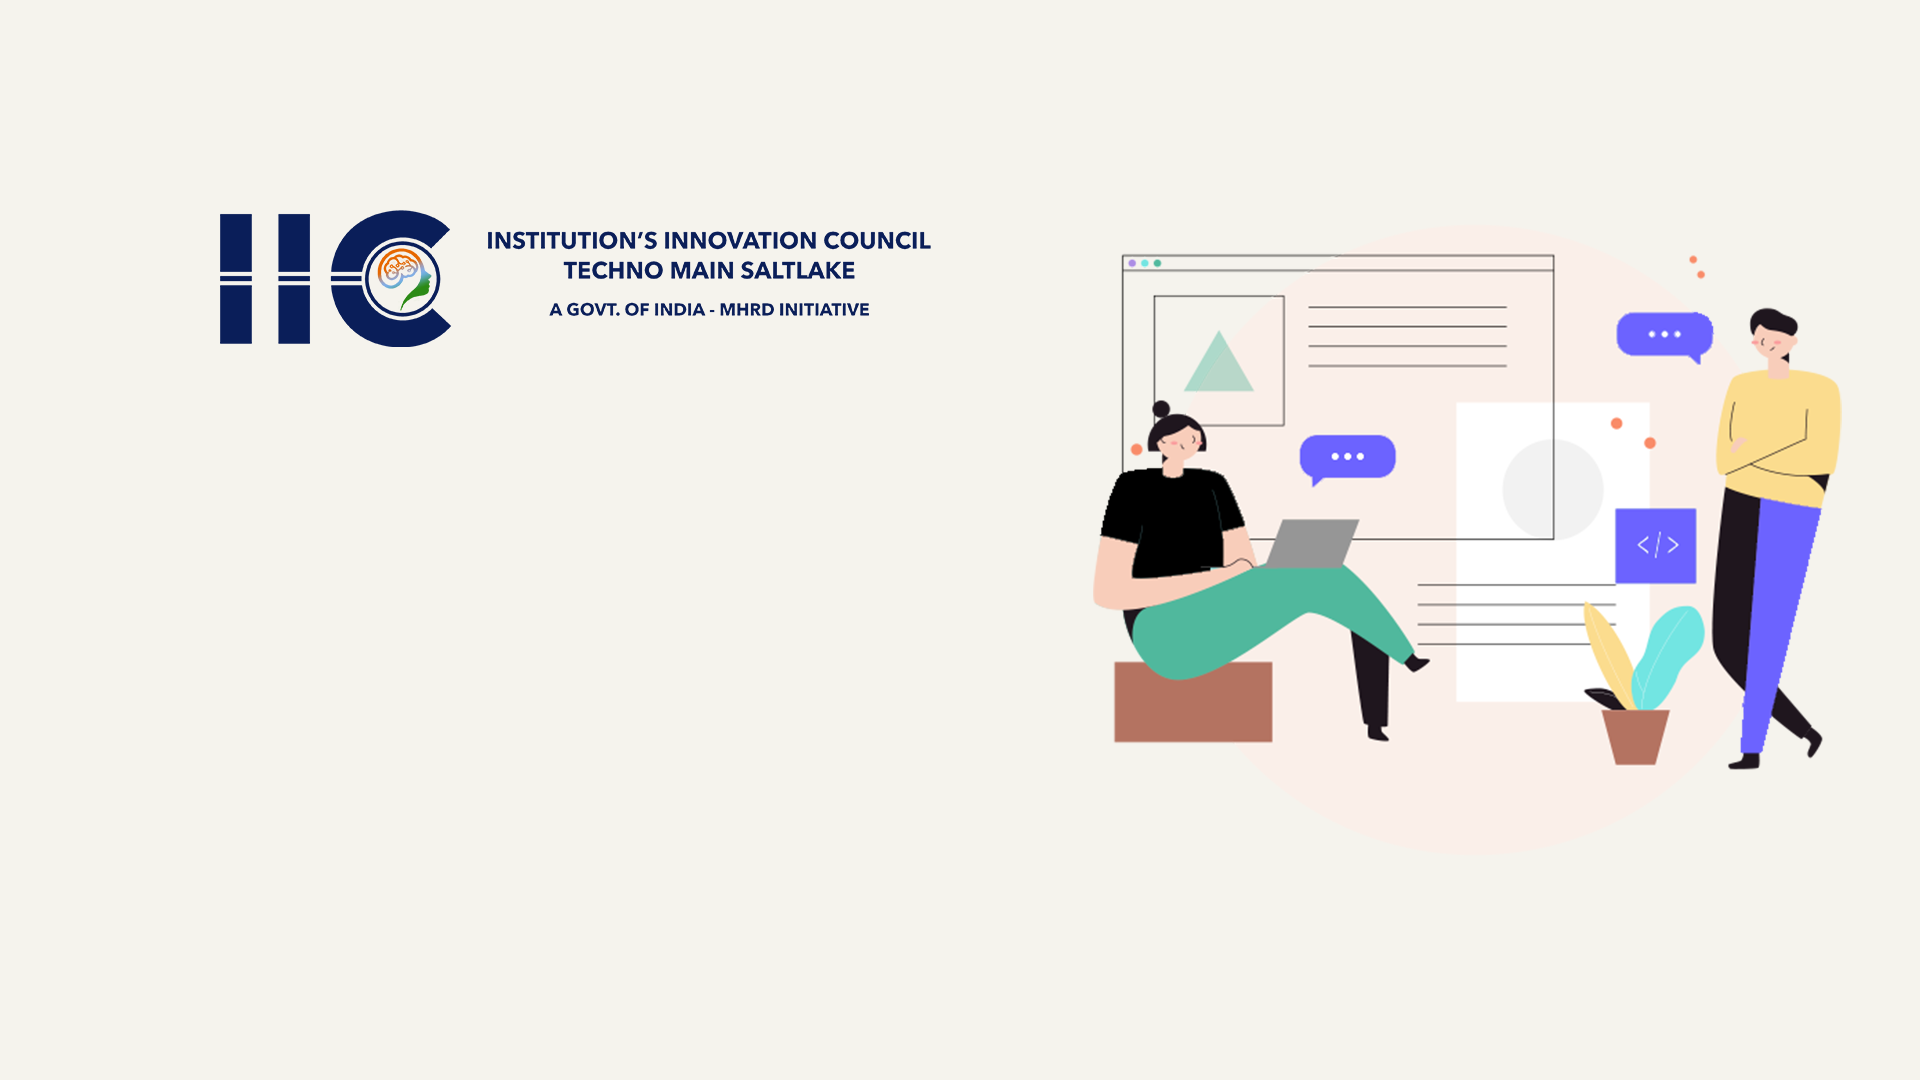 IIC
INSTITUTION’S INNOVATION COUNCIL
TECHNO MAIN SALTLAKE
A GOVT. OF INDIA - MHRD INITIATIVE
</>